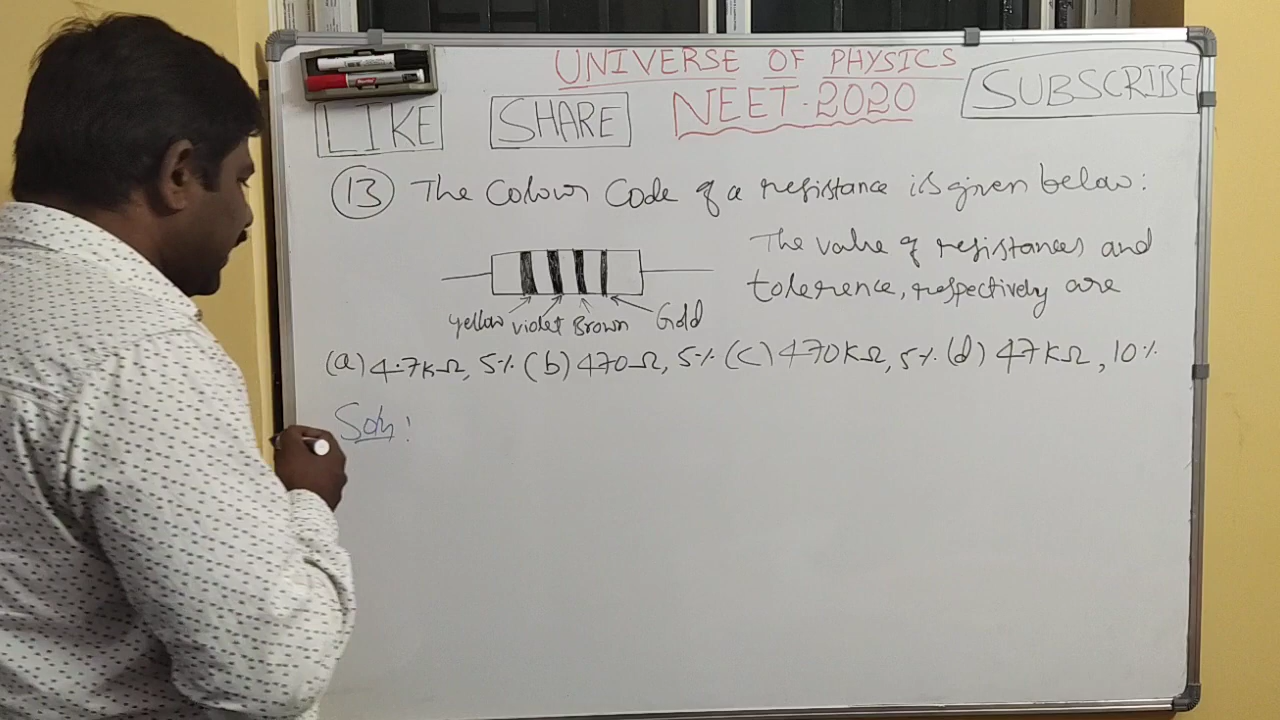 UNIVERSE OF PHYSICS
LIKE SHARE NEET-2020 SUBSCRIBE
(13) The Colour Code of a resistance is given below:
The value of resistances and
tolerence, respectively are
Yellow violet Brown Gold
(a) 4.7kΩ, 5% (b) 470Ω, 5% (c) 470kΩ, 5% (d) 47kΩ, 10%
Soln: